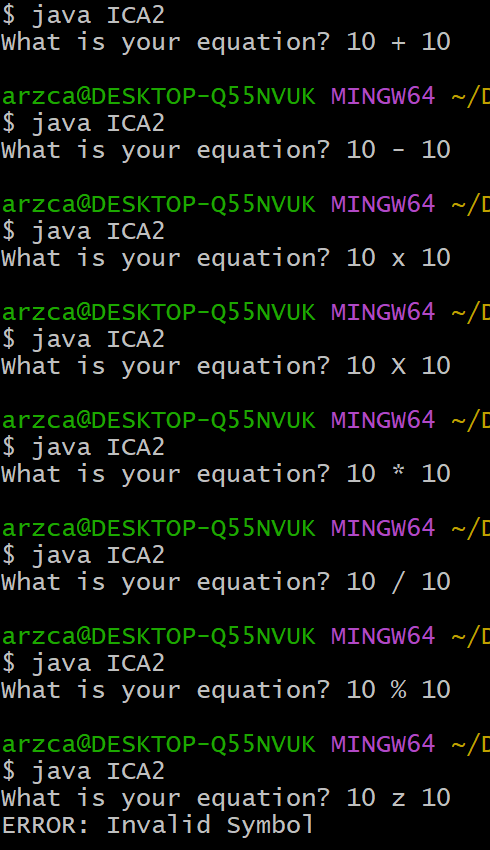 $ java ICA2
What is your equation? 10 + 10
arzca@DESKTOP-Q55NVUK MINGW64 ~/D
$ java ICA2
What is your equation? 10 - 10
arzca@DESKTOP-Q55NVUK MINGW64 ~/D
$ java ICA2
What is your equation? 10 x 10
arzca@DESKTOP-Q55NVUK MINGW64 ~/D
$ java ICA2
What is your equation? 10 X 10
arzca@DESKTOP-Q55NVUK MINGW64 ~/D
$ java ICA2
What is your equation? 10 * 10
arzca@DESKTOP-Q55NVUK MINGW64 ~/D
$ java ICA2
What is your equation? 10 / 10
arzca@DESKTOP-Q55NVUK MINGW64 ~/D
$ java ICA2
What is your equation? 10 % 10
arzca@DESKTOP-Q55NVUK MINGW64 ~/D
$ java ICA2
What is your equation? 10 z 10
ERROR: Invalid Symbol